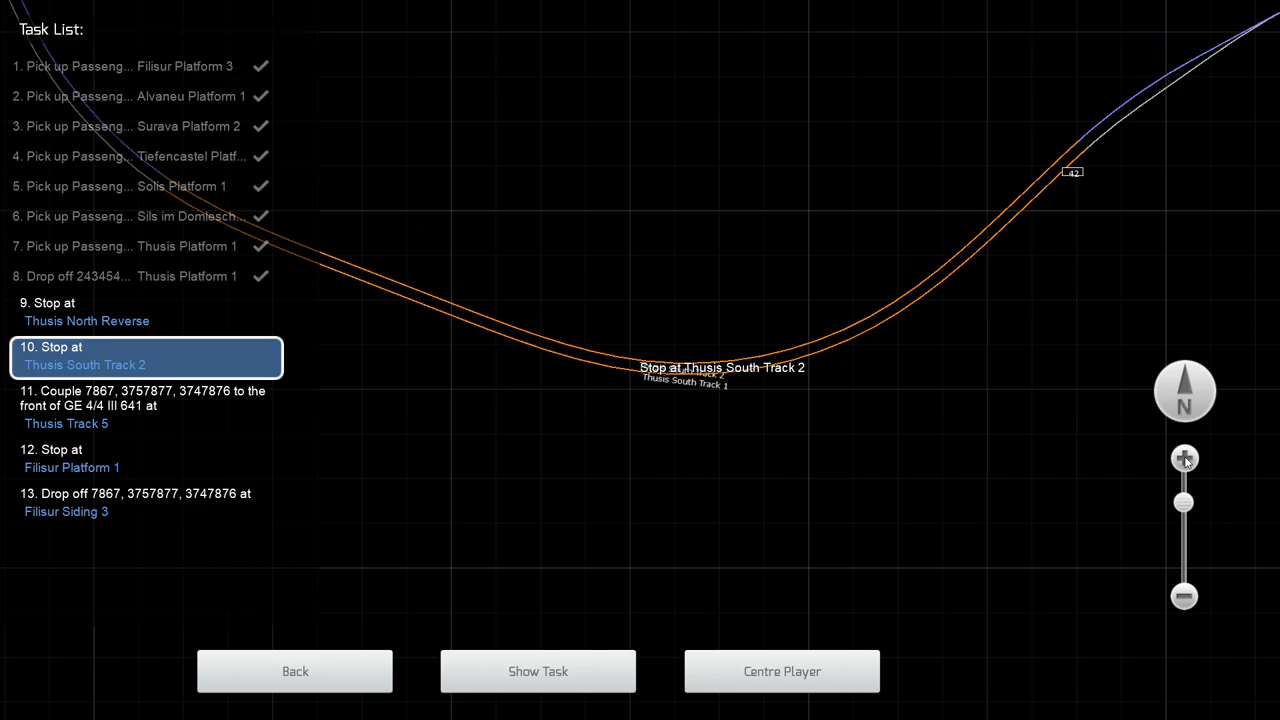 Task List:
1. Pick up Passeng... Filisur Platform 3
2. Pick up Passeng... Alvaneu Platform 1
3. Pick up Passeng... Surava Platform 2
4. Pick up Passeng... Tiefencastel Platf...
5. Pick up Passeng... Solis Platform 1
6. Pick up Passeng... Sils im Domlesch...
7. Pick up Passeng... Thusis Platform 1
8. Drop off 243454... Thusis Platform 1
9. Stop at
Thusis North Reverse
10. Stop at
Thusis South Track 2
11. Couple 7867, 3757877, 3747876 to the
front of GE 4/4 III 641 at
Thusis Track 5
12. Stop at
Filisur Platform 1
13. Drop off 7867, 3757877, 3747876 at
Filisur Siding 3
42
Stop at Thusis South Track 2
Thusis South Track 1
N
Back
Show Task
Centre Player